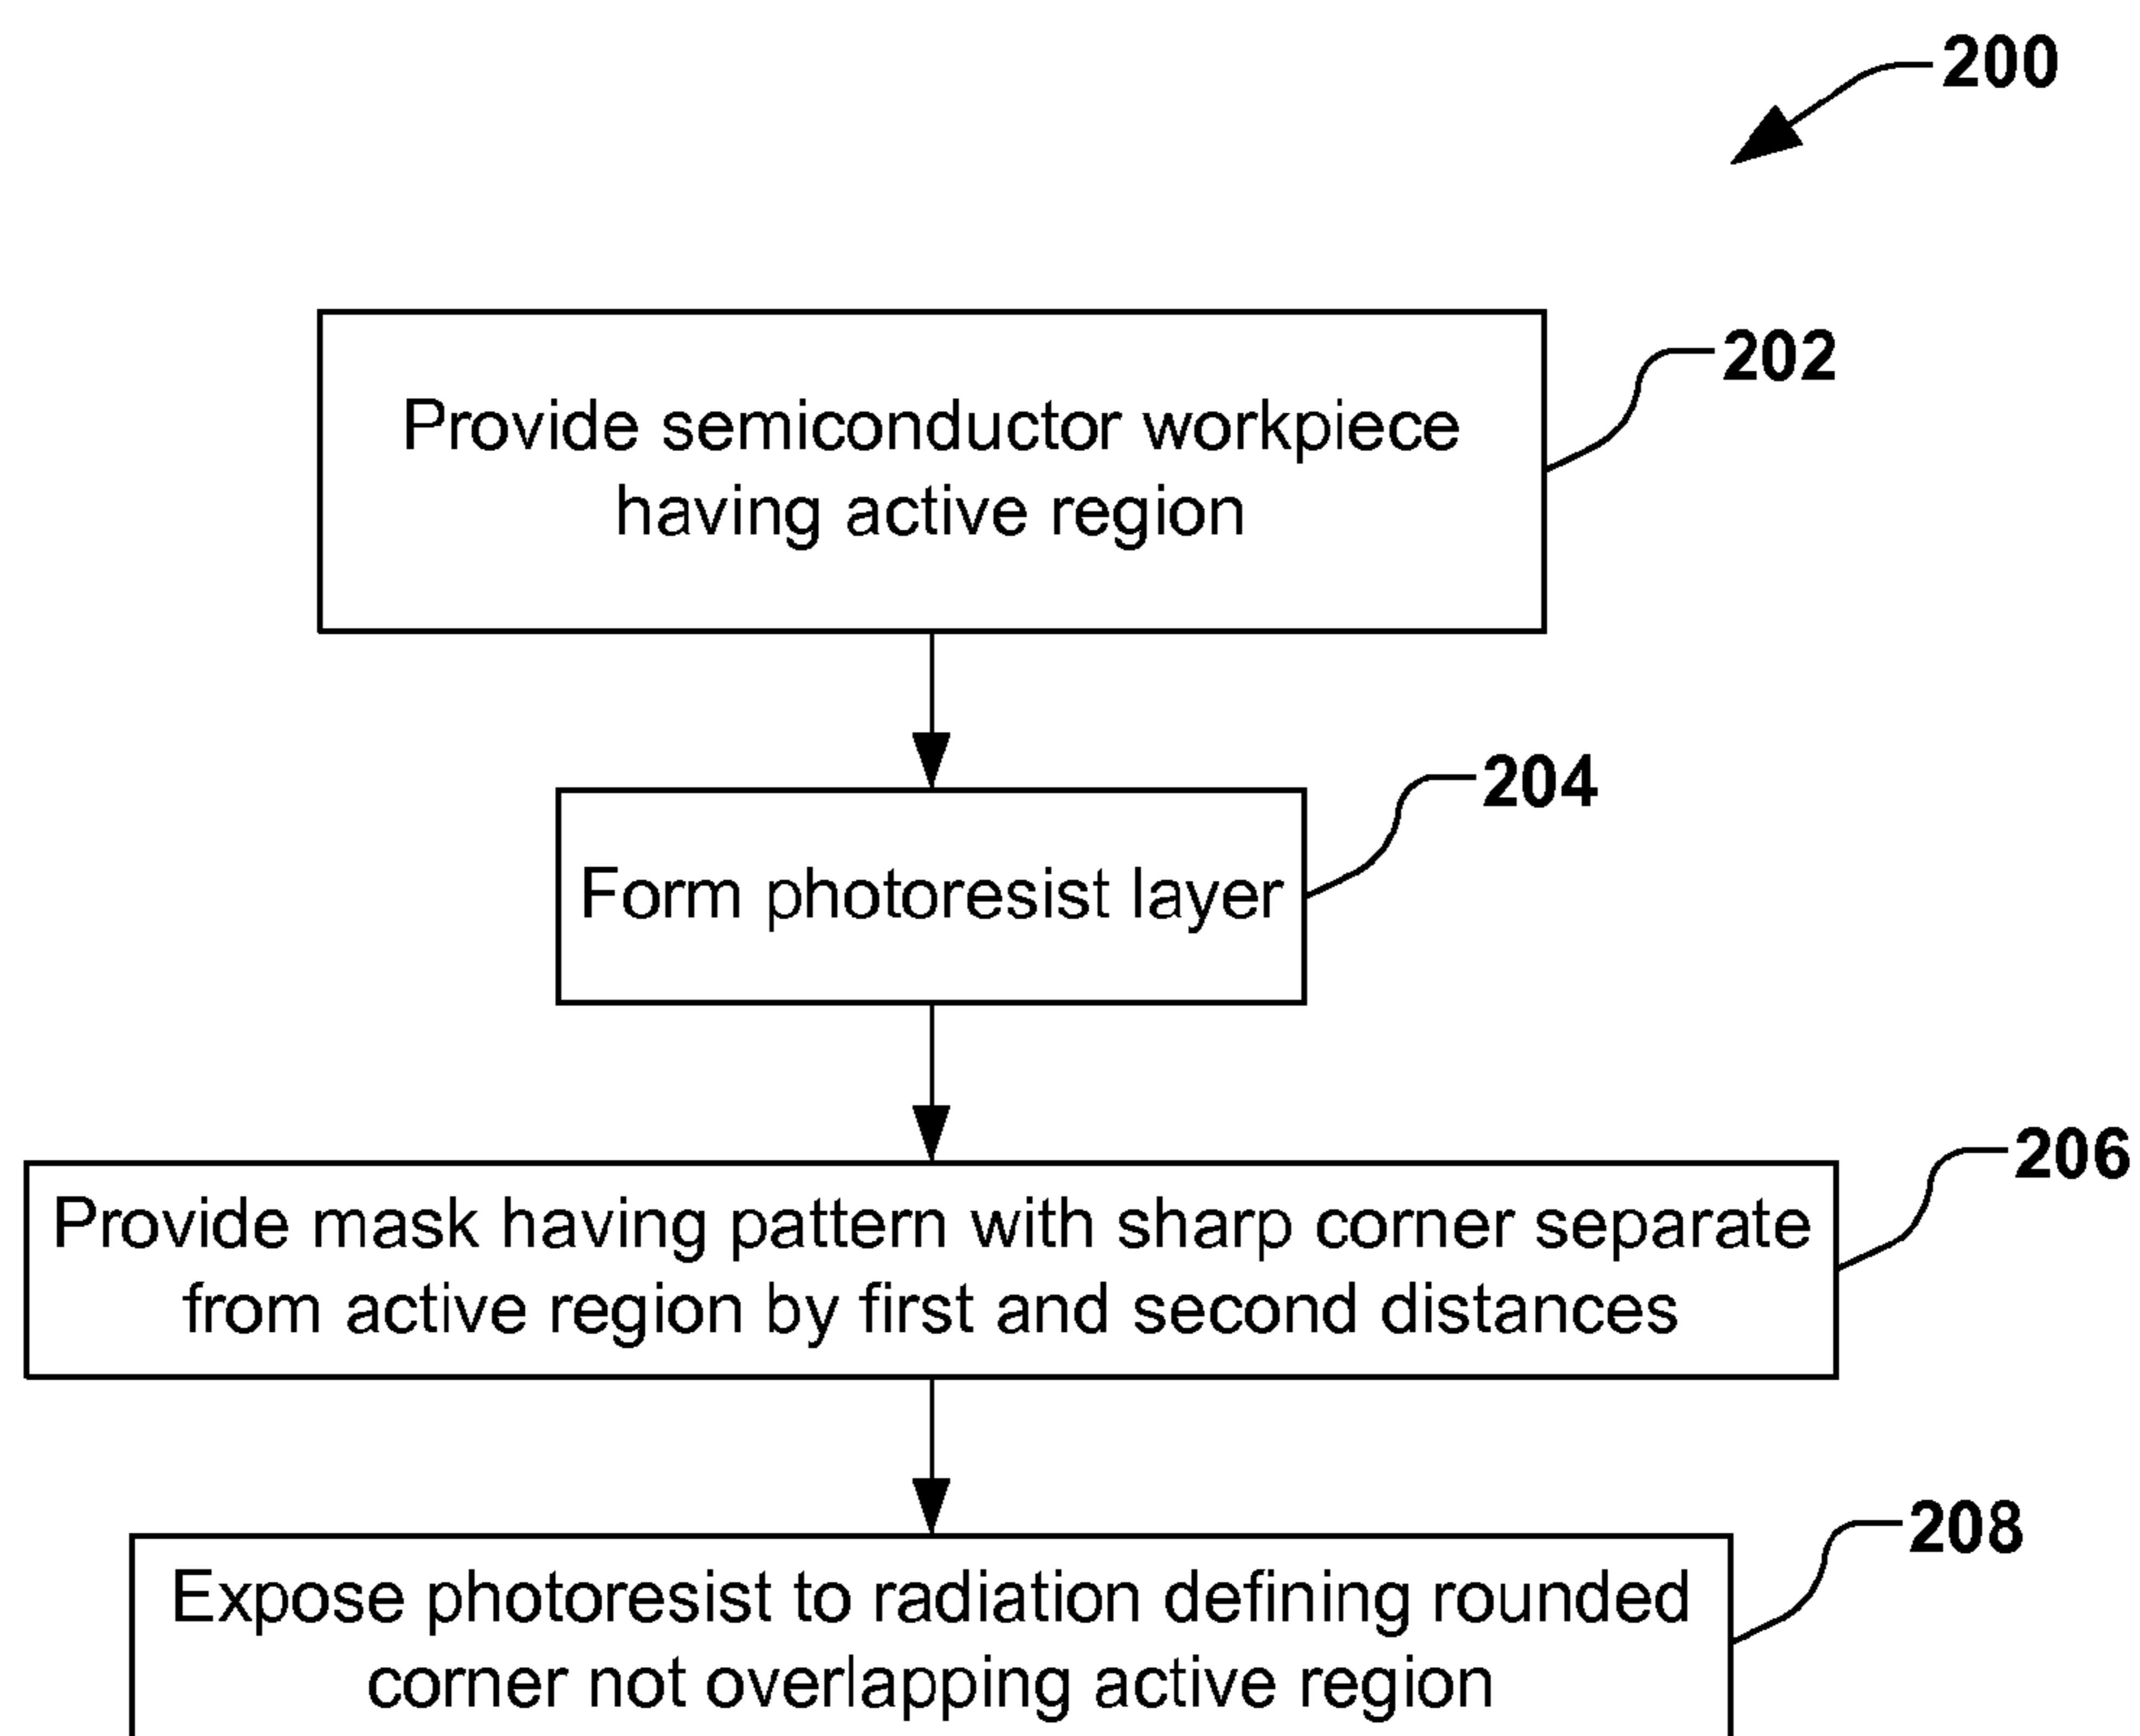 200
202
Provide semiconductor workpiece
having active region
204
Form photoresist layer
206
Provide mask having pattern with sharp corner separate
from active region by first and second distances
208
Expose photoresist to radiation defining rounded
corner not overlapping active region